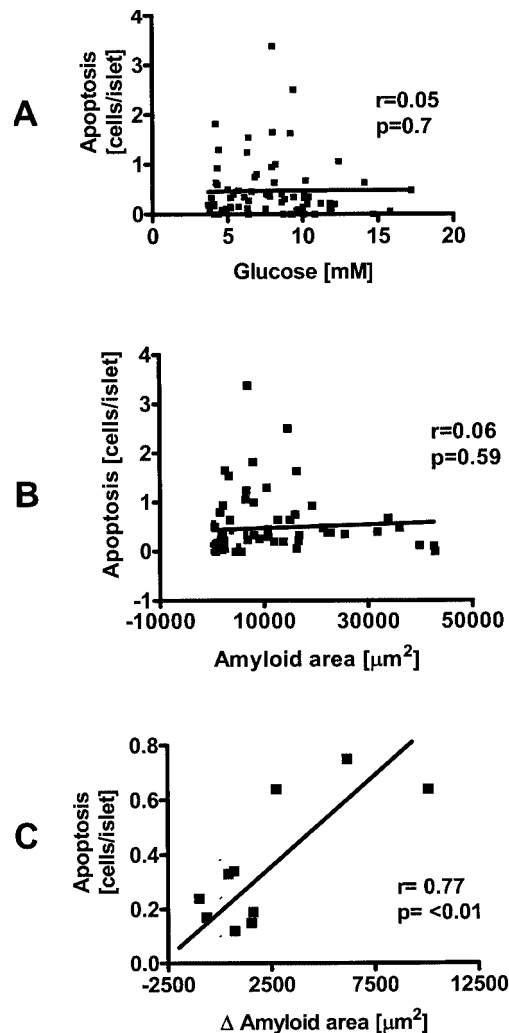 A
Apoptosis
[cells/islet]
4
3
2
1
0
r=0.05
p=0.7
0
5
10
15
20
Glucose [mM]
B
Apoptosis [cells/islet]
4
3
2
1
0
-1
r=0.06
p=0.59
-10000
10000
30000
50000
Amyloid area [μm²]
C
Apoptosis
[cells/islet]
0.8
0.6
0.4
0.2
0.0
r= 0.77
p= <0.01
-2500
2500
7500
12500
Δ Amyloid area [μm²]